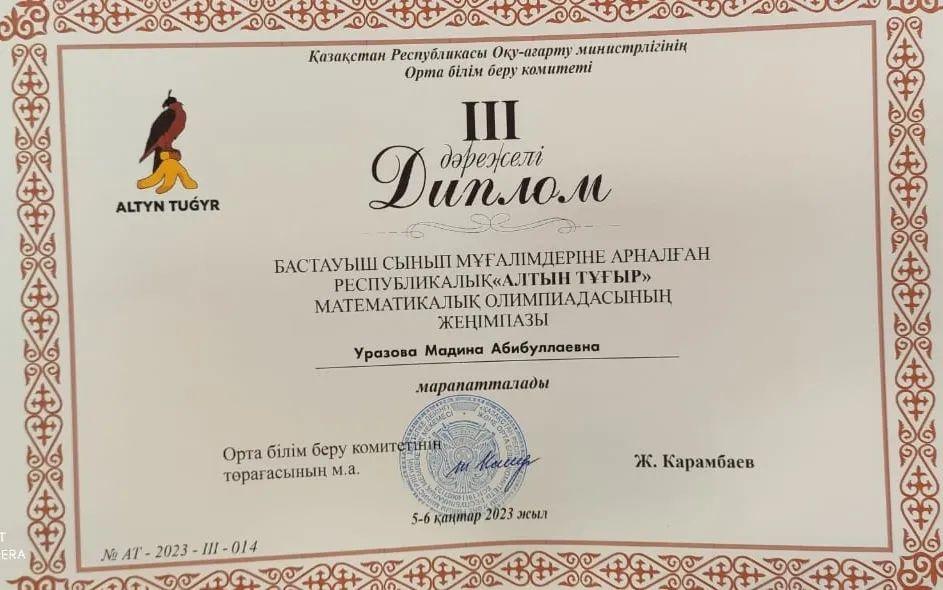 Қазақстан Республикасы Оқу-ағарту министрлігінің
Орта білім беру комитеті
ALTYN TUǴYR
III
дәрежелі
Диплом
БАСТАУЫШ СЫНЫП МҰҒАЛІМДЕРІНЕ АРНАЛҒАН
РЕСПУБЛИКАЛЫҚ«АЛТЫН ТҰҒЫР»
МАТЕМАТИКАЛЫҚ ОЛИМПИАДАСЫНЫҢ
ЖЕҢІМПАЗЫ
Уразова Мадина Абибуллаевна
марапатталады
Орта білім беру комитетінің
төрағасының м.а.
Ж. Карамбаев
5-6 қаңтар 2023 жыл
№ АТ - 2023 - III - 014